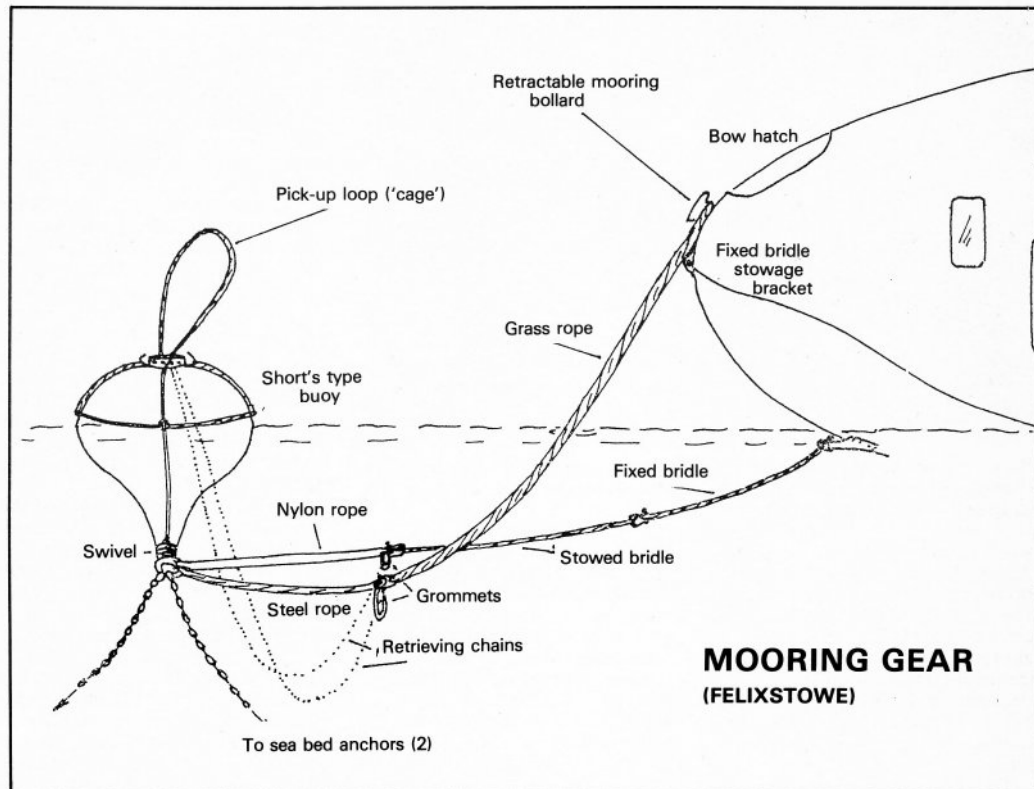 Retractable mooring
bollard
Bow hatch
Pick-up loop (‘cage’)
Fixed bridle
stowage
bracket
Grass rope
Short's type
buoy
Fixed bridle
Nylon rope
Swivel
Stowed bridle
Steel rope
Grommets
Retrieving chains
MOORING GEAR
(FELIXSTOWE)
To sea bed anchors (2)